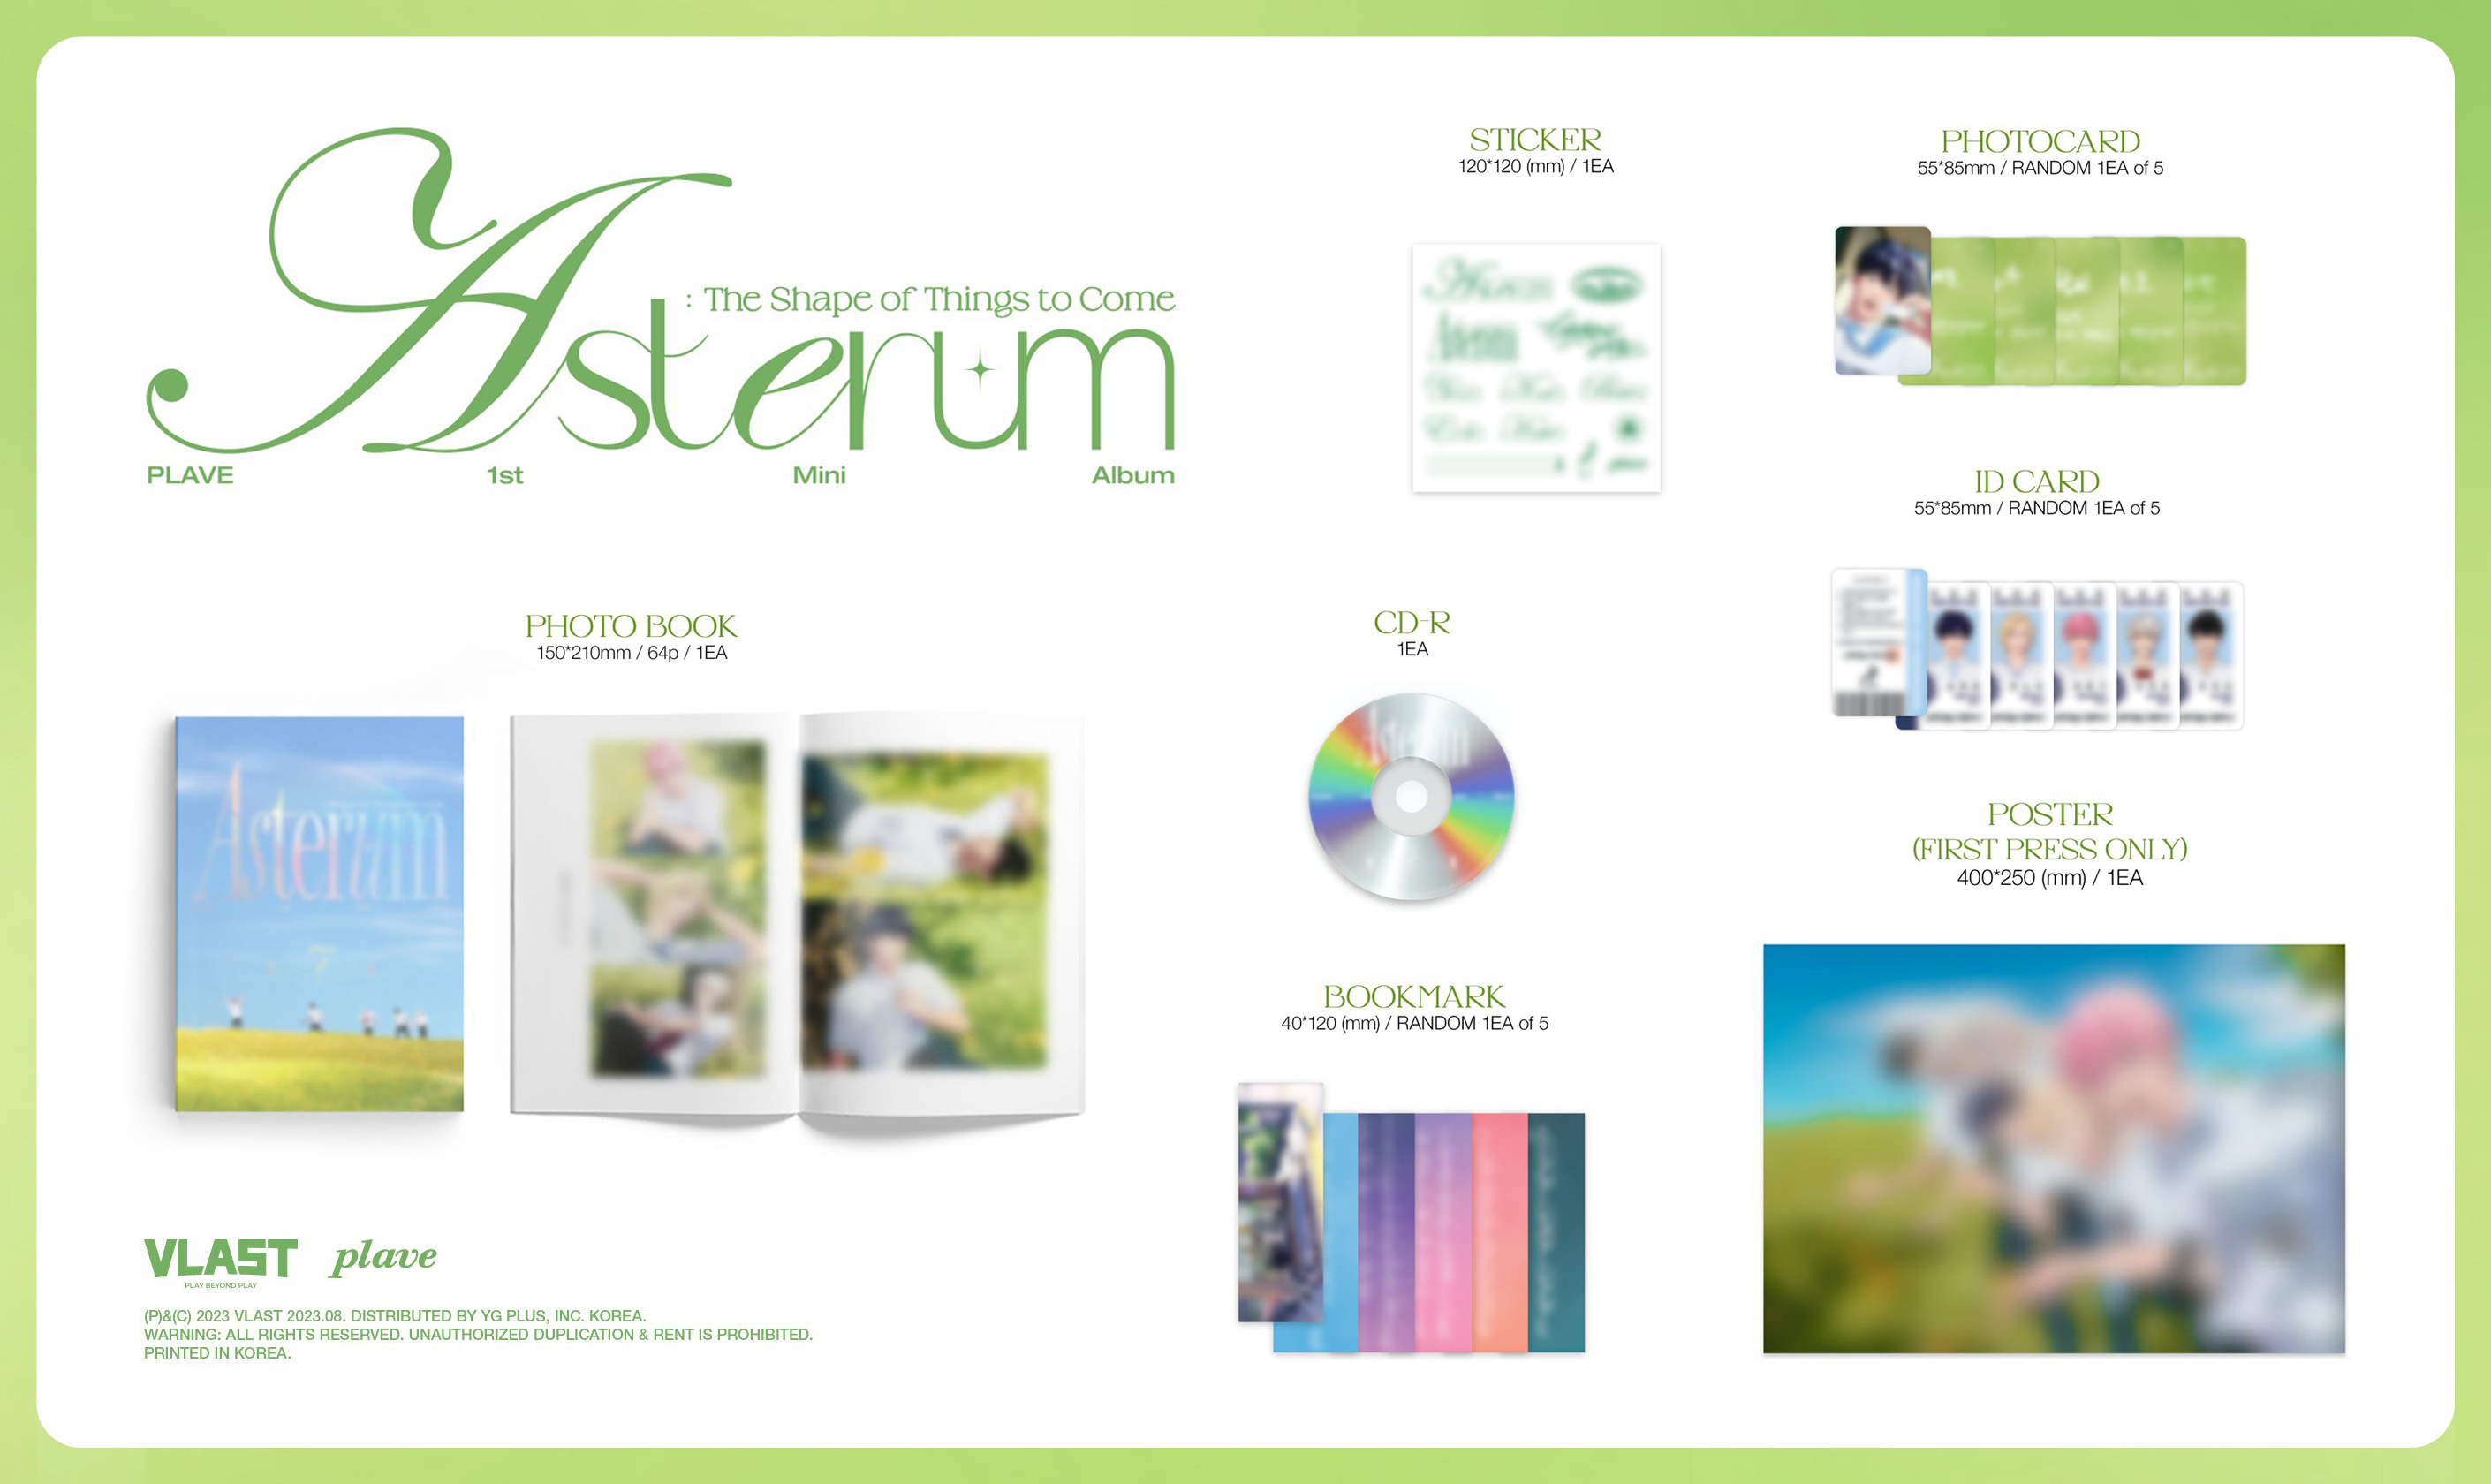 Asterum
: The Shape of Things to Come
PLAVE 1st Mini Album
STICKER
120*120 (mm) / 1EA
PHOTOCARD
55*85mm / RANDOM 1EA of 5
ID CARD
55*85mm / RANDOM 1EA of 5
PHOTO BOOK
150*210mm / 64p / 1EA
Asterum
CD-R
1EA
Asterum
BOOKMARK
40*120 (mm) / RANDOM 1EA of 5
POSTER
(FIRST PRESS ONLY)
400*250 (mm) / 1EA
VLAST
PLAY BEYOND PLAY
plave
(P)&(C) 2023 VLAST 2023.08. DISTRIBUTED BY YG PLUS, INC. KOREA.
WARNING: ALL RIGHTS RESERVED. UNAUTHORIZED DUPLICATION & RENT IS PROHIBITED.
PRINTED IN KOREA.